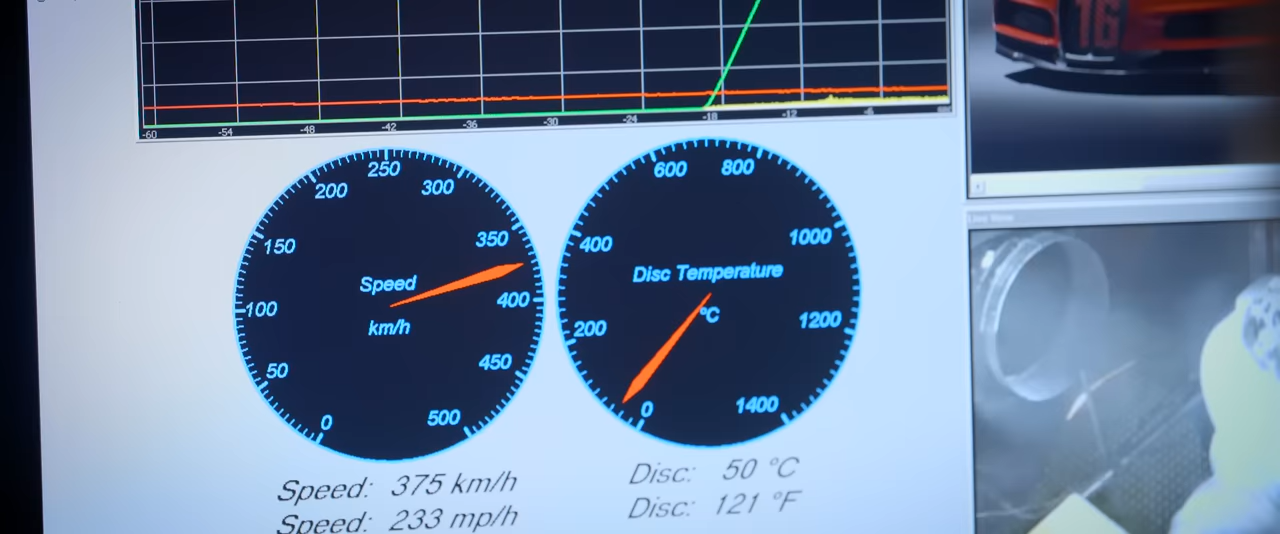 16
-60 -54 -48 -42 -36 -30 -24 -18 -12 -6
250
200 300
150 350
Speed
100 400
km/h
50 450
0 500
600 800
400 1000
Disc Temperature
°C
200 1200
0 1400
Speed: 375 km/h
Speed: 233 mp/h
Disc: 50 °C
Disc: 121 °F